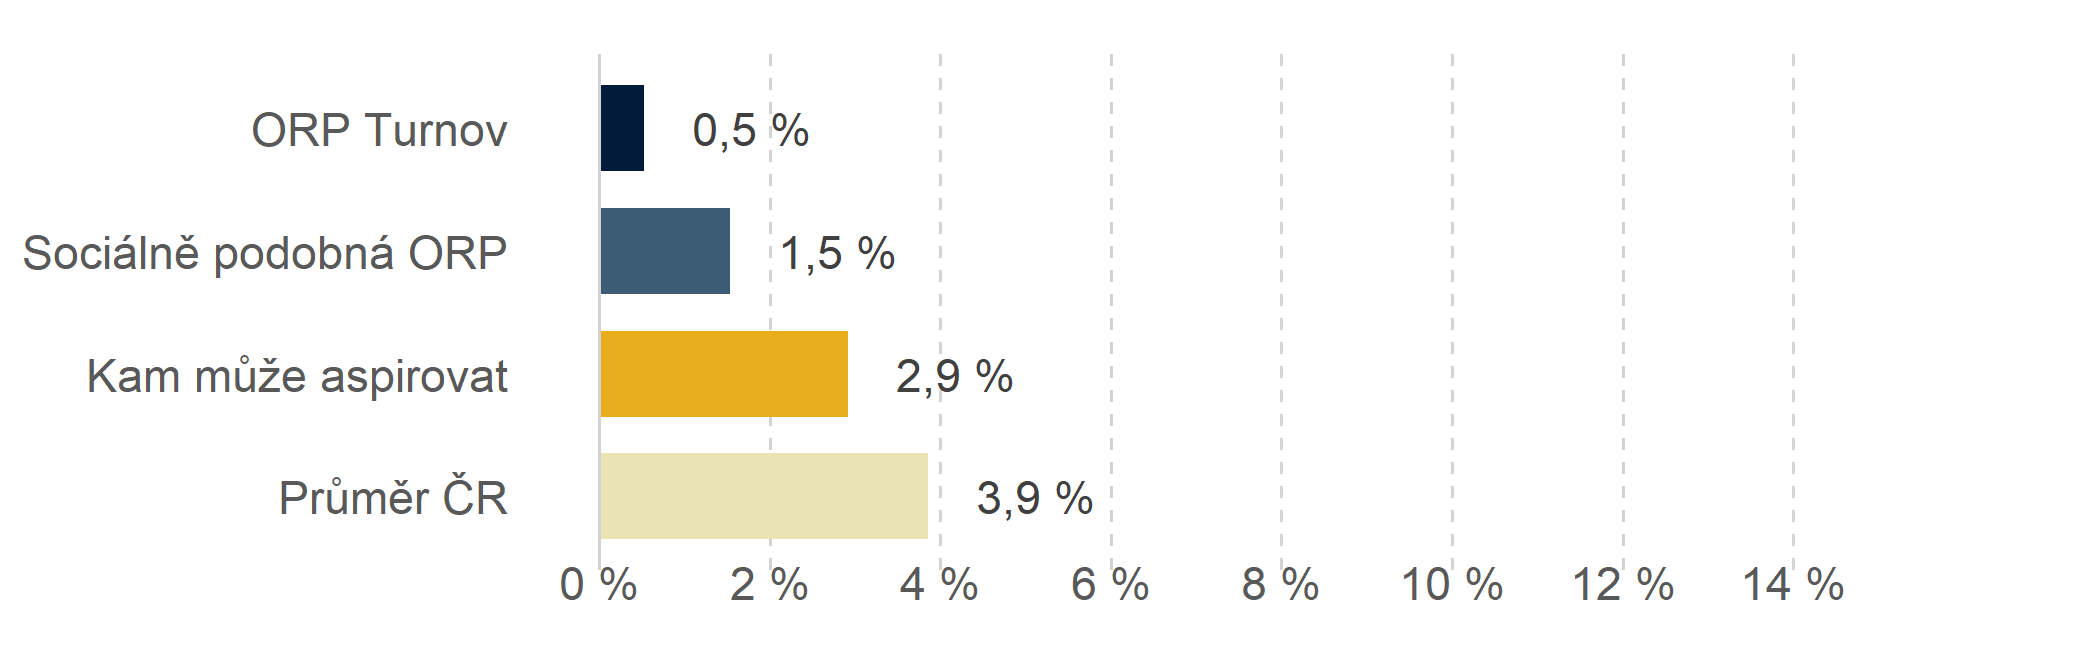 ORP Turnov 0,5 %
Sociálně podobná ORP 1,5 %
Kam může aspirovat 2,9 %
Průměr ČR 3,9 %
0 % 2 % 4 % 6 % 8 % 10 % 12 % 14 %